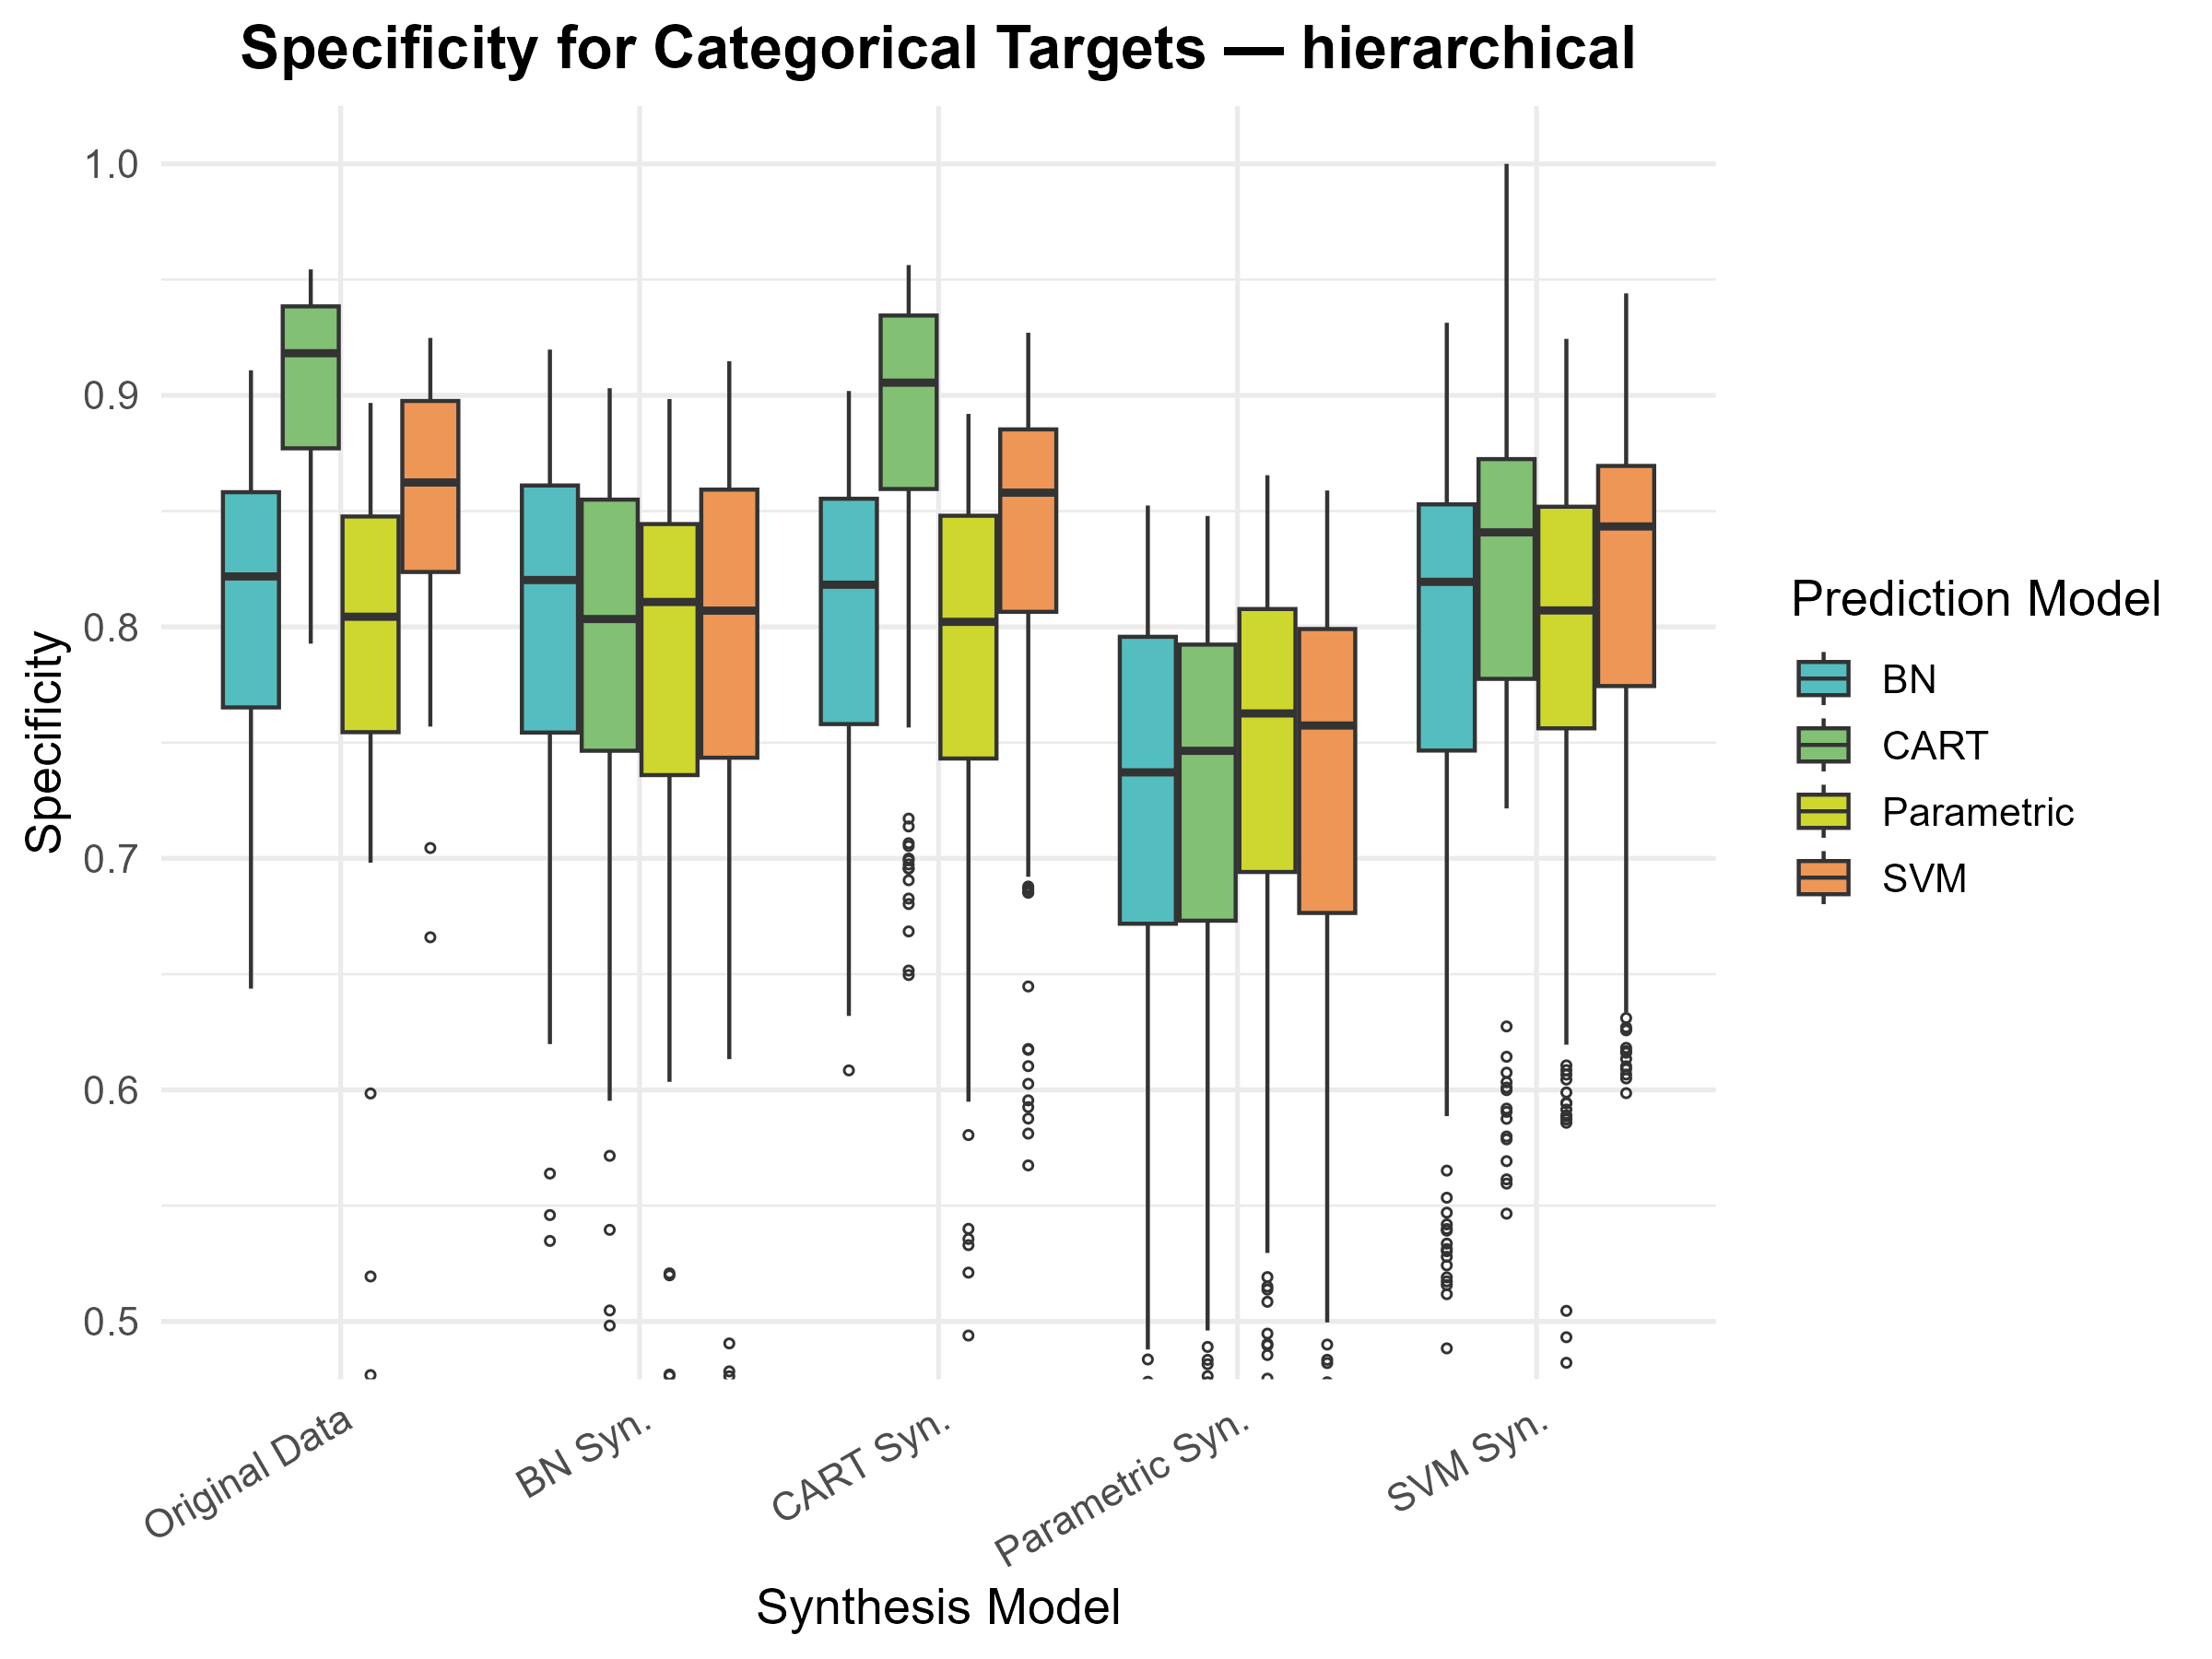 Specificity for Categorical Targets — hierarchical
Specificity
1.0
0.9
0.8
0.7
0.6
0.5
Original Data
BN Syn.
CART Syn.
Parametric Syn.
SVM Syn.
Synthesis Model
Prediction Model
BN
CART
Parametric
SVM